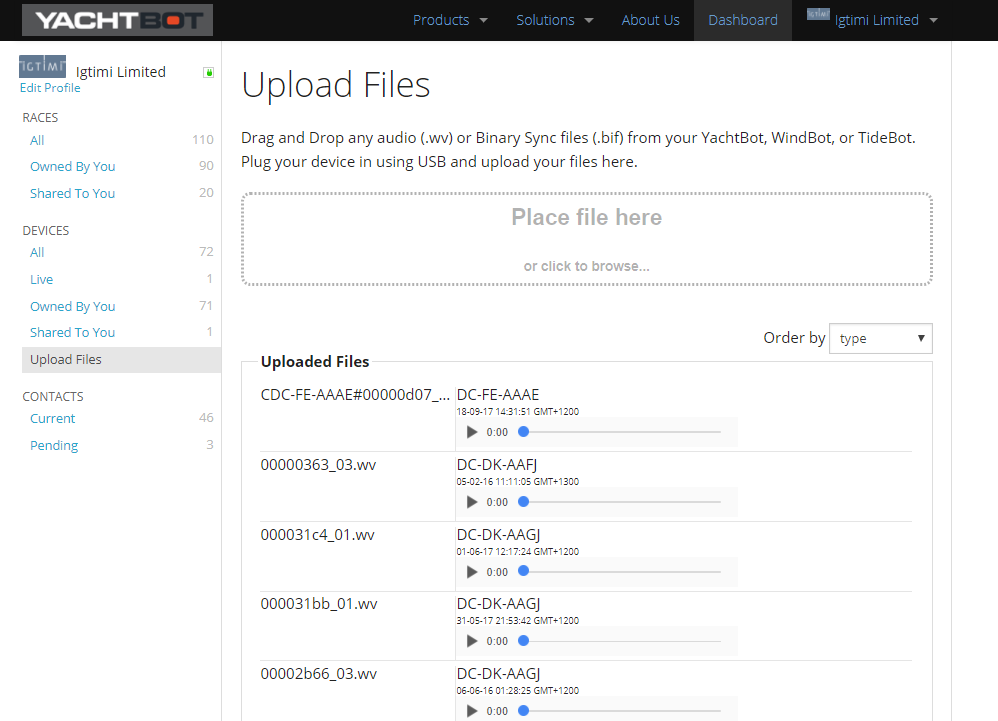 YACHTBOT
Products Solutions About Us Dashboard IGTIMI Igtimi Limited
IGTIMI Igtimi Limited
Edit Profile
RACES
All 110
Owned By You 90
Shared To You 20
DEVICES
All 72
Live 1
Owned By You 71
Shared To You 1
Upload Files
CONTACTS
Current 46
Pending 3
Upload Files
Drag and Drop any audio (.wv) or Binary Sync files (.bif) from your YachtBot, WindBot, or TideBot.
Plug your device in using USB and upload your files here.
Place file here
or click to browse...
Order by type
Uploaded Files
CDC-FE-AAAE#00000d07_... DC-FE-AAAE
18-09-17 14:31:51 GMT+1200
0:00
00000363_03.wv DC-DK-AAFJ
05-02-16 11:11:05 GMT+1300
0:00
000031c4_01.wv DC-DK-AAGJ
01-06-17 12:17:24 GMT+1200
0:00
000031bb_01.wv DC-DK-AAGJ
31-05-17 21:53:42 GMT+1200
0:00
00002b66_03.wv DC-DK-AAGJ
06-06-16 01:28:25 GMT+1200
0:00